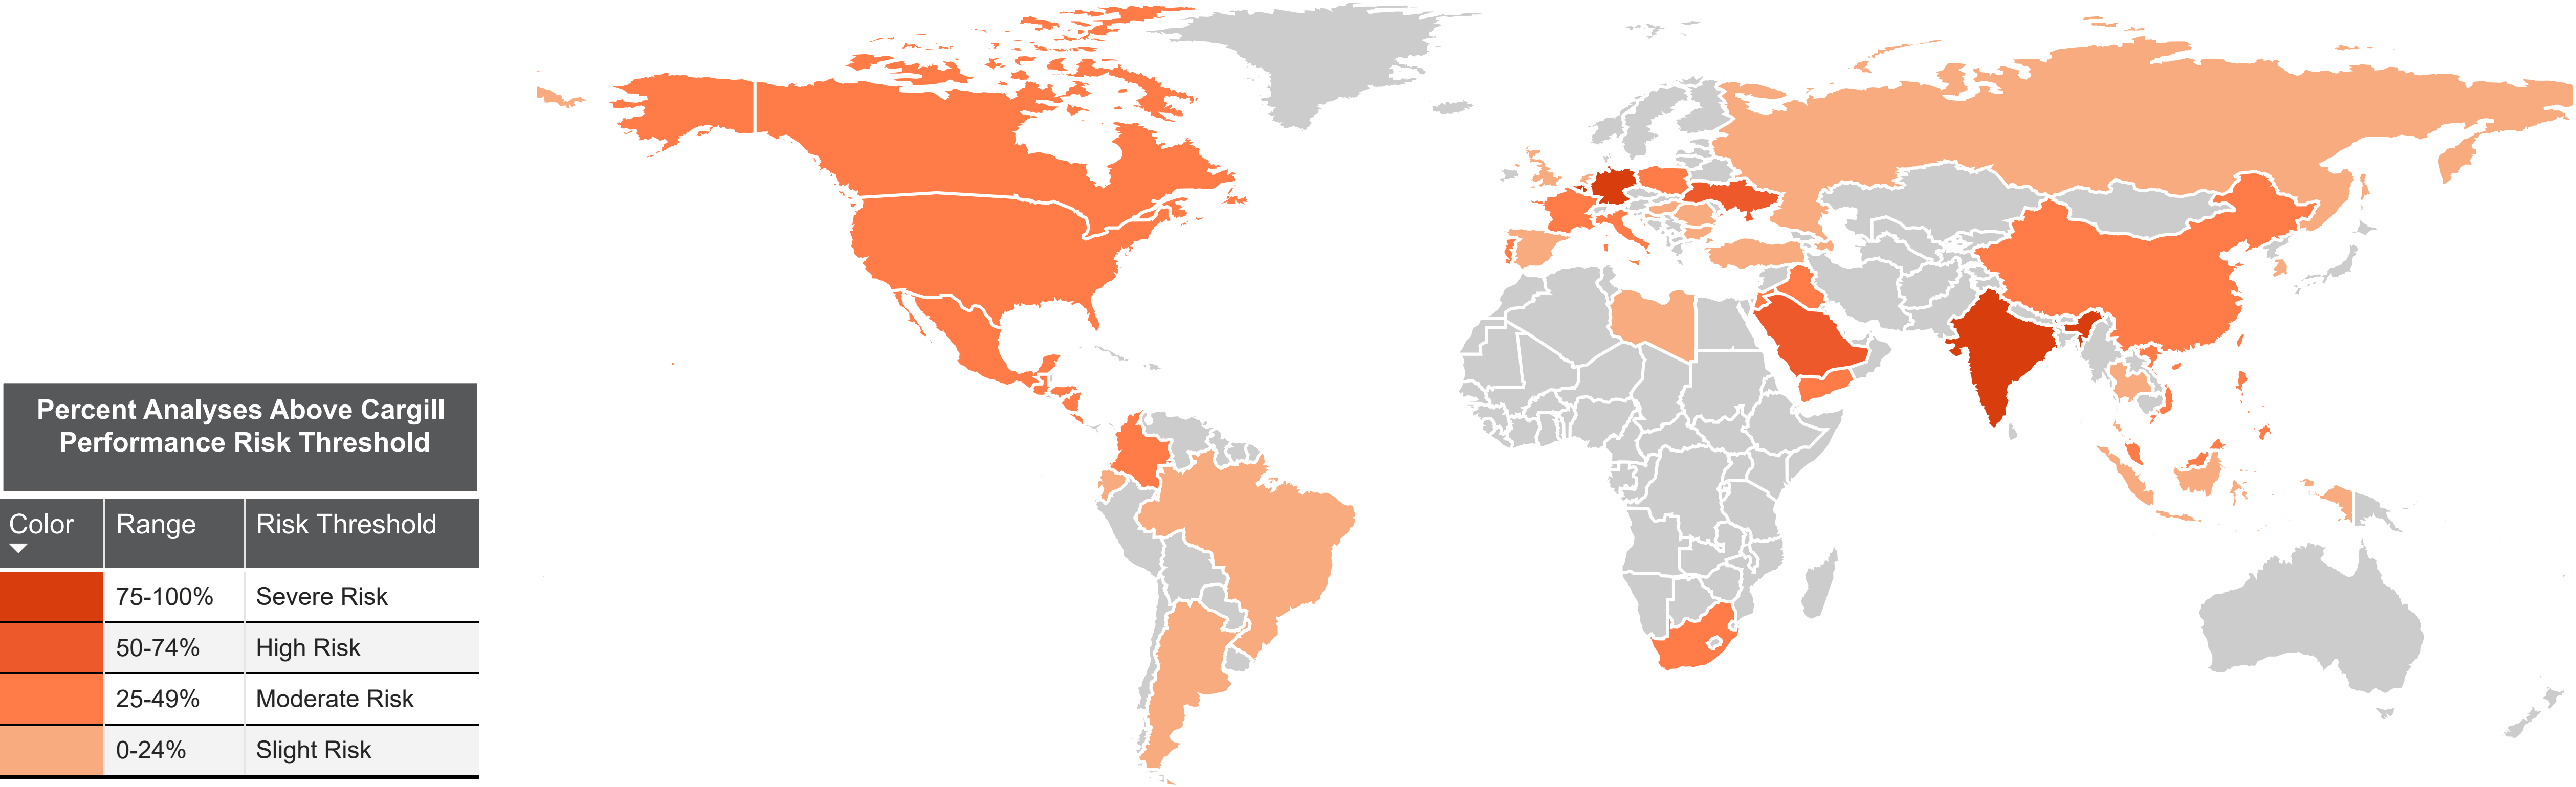 Percent Analyses Above Cargill
Performance Risk Threshold
Color Range Risk Threshold
75-100% Severe Risk
50-74% High Risk
25-49% Moderate Risk
0-24% Slight Risk